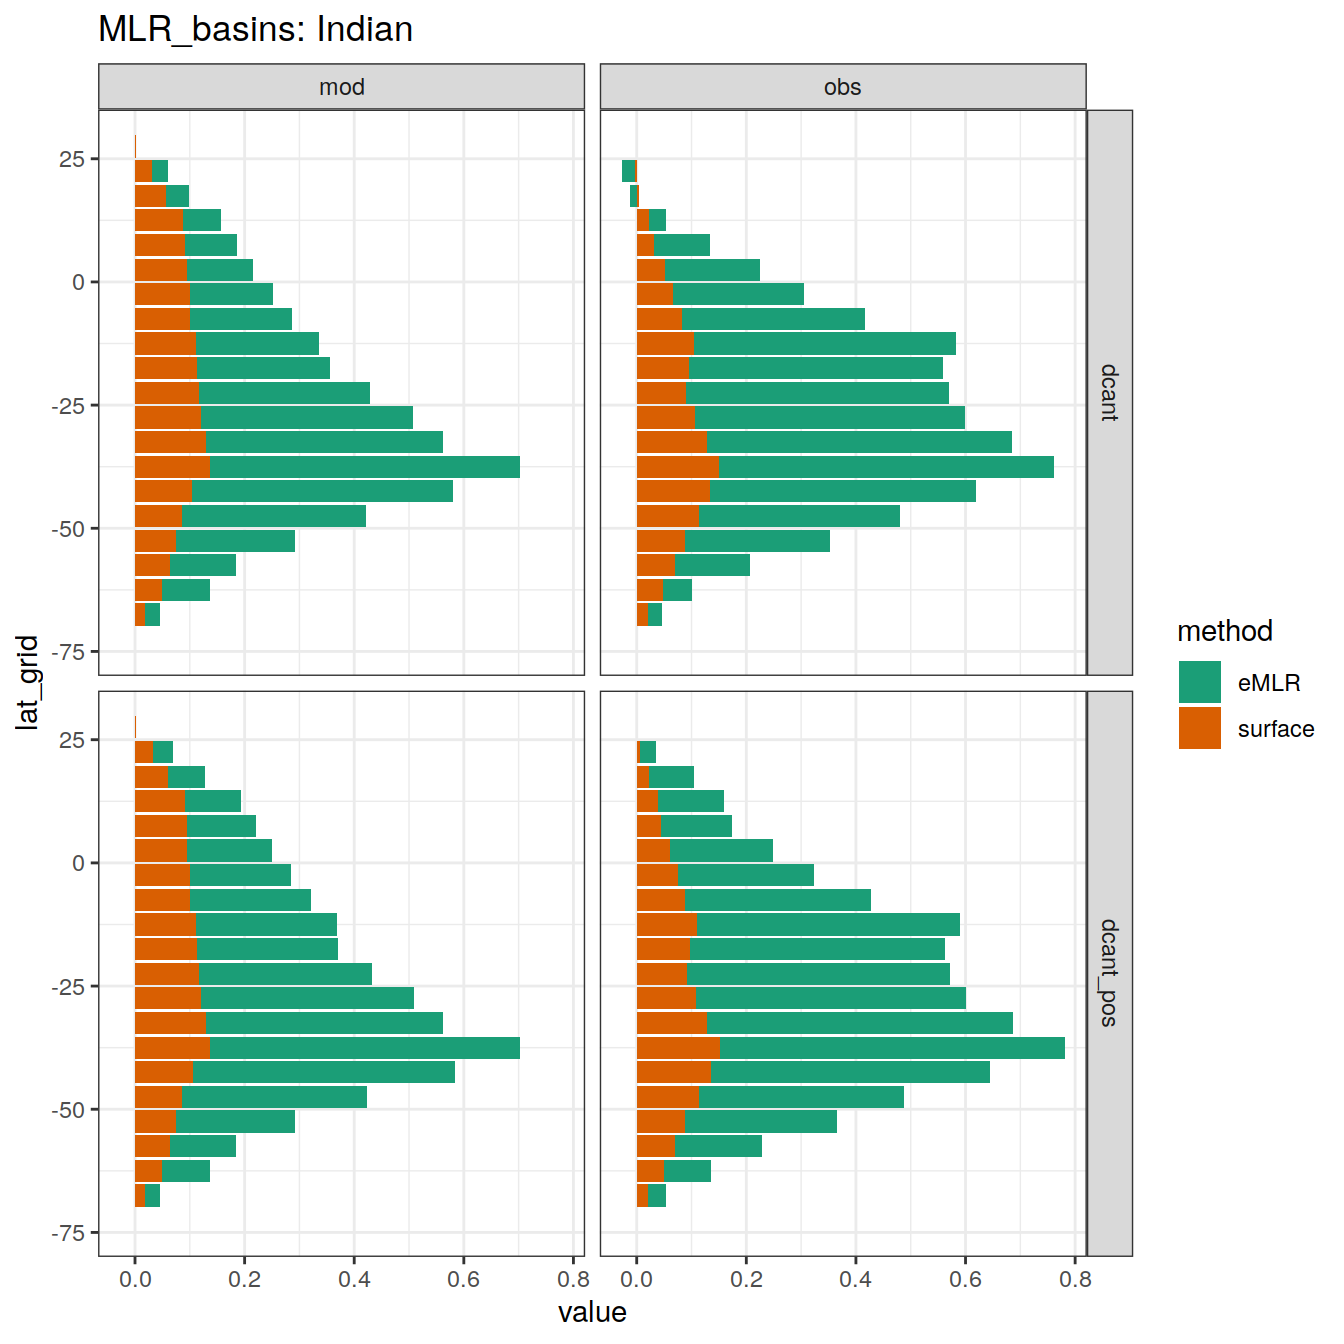 MLR_basins: Indian
mod
obs
25
0
-25
-50
-75
dcant
25
0
-25
-50
-75
dcant_pos
lat_grid
0.0 0.2 0.4 0.6 0.8
0.0 0.2 0.4 0.6 0.8
value
method
eMLR
surface